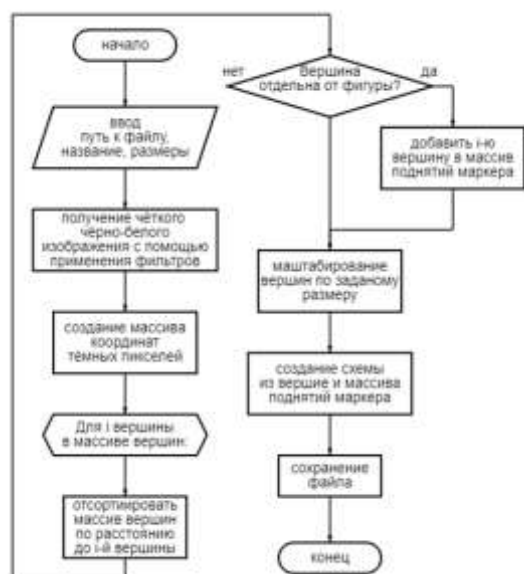 начало
ввод
путь к файлу,
название, размеры
получение чёткого
чёрно-белого
изображения с помощью
применения фильтров
создание массива
координат
тёмных пикселей
Для i вершины
в массиве вершин:
отсортиировать
массив вершин
по расстоянию
до i-й вершины
нет
Вершина
отдельна от фигуры?
да
добавить i-ю
вершину в массив
поднятий маркера
маштабирование
вершин по заданому
размеру
создание схемы
из вершие и массива
поднятий маркера
сохранение
файла
конец